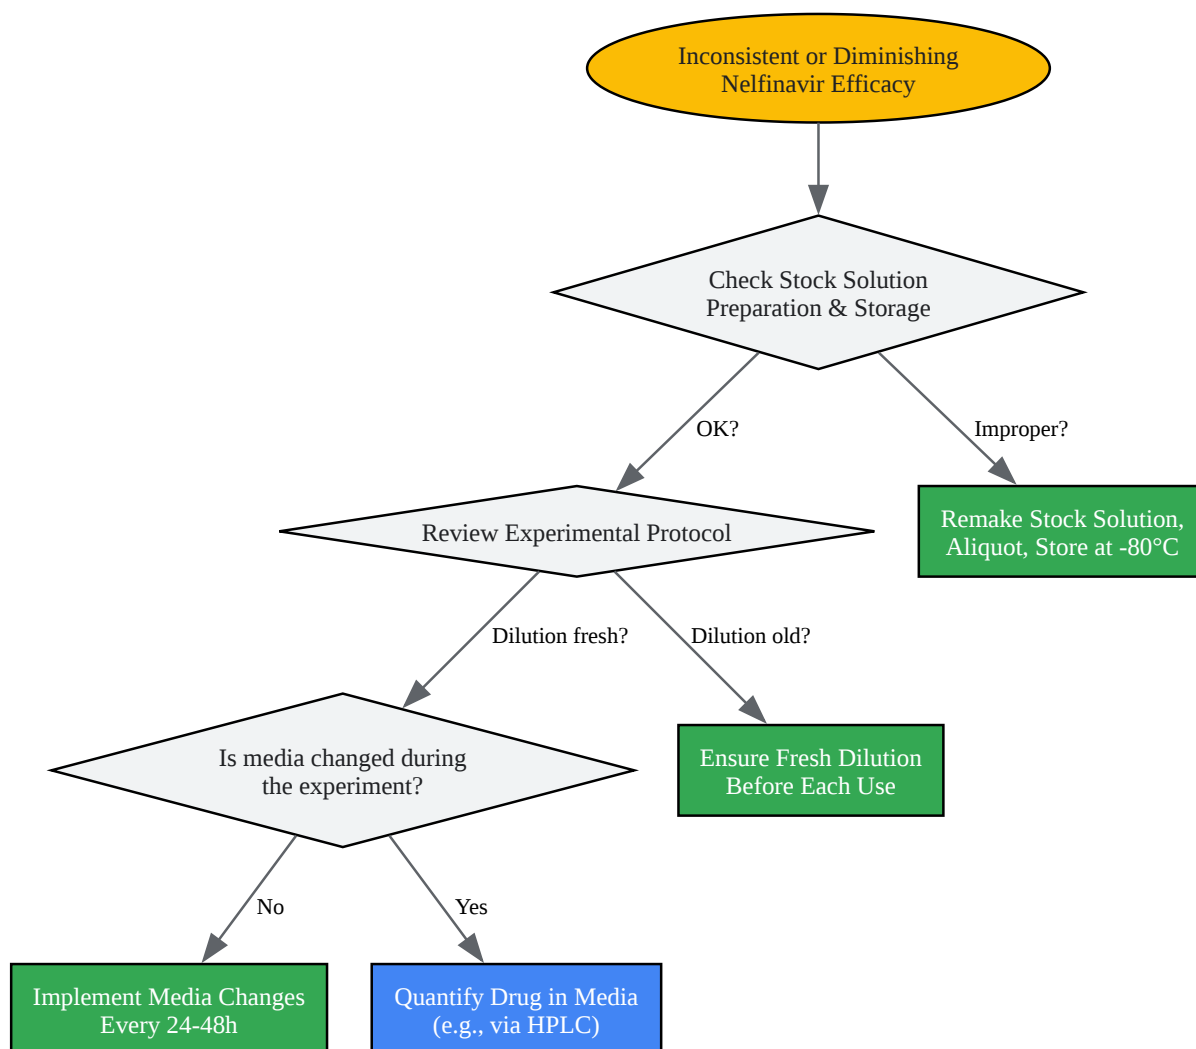 Inconsistent or Diminishing
Nelfinavir Efficacy
Check Stock Solution
Preparation & Storage
OK?
Improper?
Remake Stock Solution,
Aliquot, Store at -80°C
Review Experimental Protocol
Dilution fresh?
Dilution old?
Is media changed during
the experiment?
Ensure Fresh Dilution
Before Each Use
No
Yes
Implement Media Changes
Every 24-48h
Quantify Drug in Media
(e.g., via HPLC)